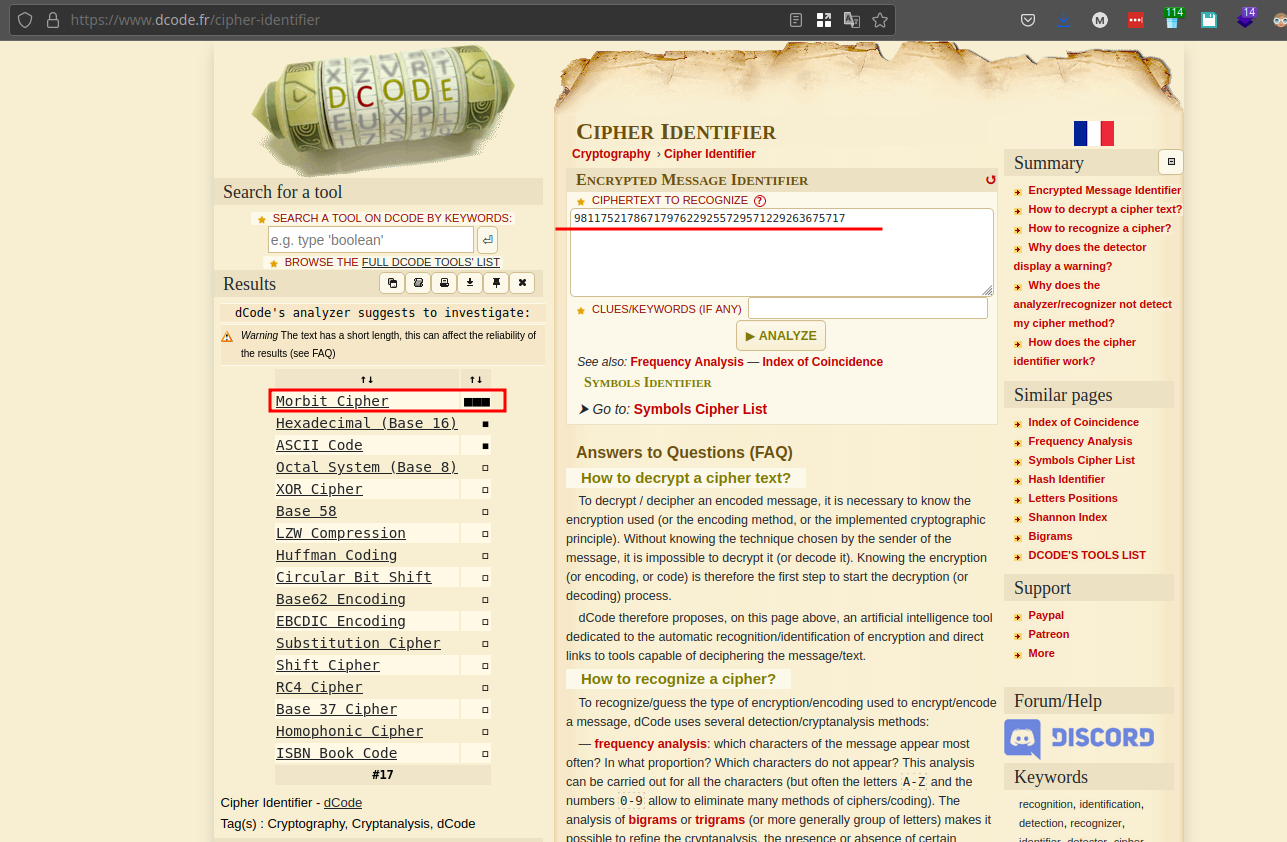 https://www.dcode.fr/cipher-identifier
114
14
M
X Z V R T
D C O D E
E U X P L
Search for a tool
SEARCH A TOOL ON DCODE BY KEYWORDS:
e.g. type 'boolean'
BROWSE THE FULL DCODE TOOLS' LIST
Results
dCode's analyzer suggests to investigate:
Warning The text has a short length, this can affect the reliability of
the results (see FAQ)
↑↓ ↑↓
Morbit Cipher ■■■
Hexadecimal (Base 16) ▪
ASCII Code ▪
Octal System (Base 8) ▫
XOR Cipher ▫
Base 58 ▫
LZW Compression ▫
Huffman Coding ▫
Circular Bit Shift ▫
Base62 Encoding ▫
EBCDIC Encoding ▫
Substitution Cipher ▫
Shift Cipher ▫
RC4 Cipher ▫
Base 37 Cipher ▫
Homophonic Cipher ▫
ISBN Book Code ▫
#17
Cipher Identifier - dCode
Tag(s) : Cryptography, Cryptanalysis, dCode
CIPHER IDENTIFIER
Cryptography › Cipher Identifier
ENCRYPTED MESSAGE IDENTIFIER
CIPHERTEXT TO RECOGNIZE ?
9811752178671797622922557295712292636757​17
CLUES/KEYWORDS (IF ANY)
▶ ANALYZE
See also: Frequency Analysis — Index of Coincidence
SYMBOLS IDENTIFIER
⮞ Go to: Symbols Cipher List
Answers to Questions (FAQ)
How to decrypt a cipher text?
To decrypt / decipher an encoded message, it is necessary to know the
encryption used (or the encoding method, or the implemented cryptographic
principle). Without knowing the technique chosen by the sender of the
message, it is impossible to decrypt it (or decode it). Knowing the encryption
(or encoding, or code) is therefore the first step to start the decryption (or
decoding) process.
dCode therefore proposes, on this page above, an artificial intelligence tool
dedicated to the automatic recognition/identification of encryption and direct
links to tools capable of deciphering the message/text.
How to recognize a cipher?
To recognize/guess the type of encryption/encoding used to encrypt/encode
a message, dCode uses several detection/cryptanalysis methods:
— frequency analysis: which characters of the message appear most
often? In what proportion? Which characters do not appear? This analysis
can be carried out for all the characters (but often the letters A-Z and the
numbers 0-9 allow to eliminate many methods of ciphers/coding). The
analysis of bigrams or trigrams (or more generally group of letters) makes it
possible to refine the cryptanalysis, the presence or absence of certain
Summary
Encrypted Message Identifier
How to decrypt a cipher text?
How to recognize a cipher?
Why does the detector
display a warning?
Why does the
analyzer/recognizer not detect
my cipher method?
How does the cipher
identifier work?
Similar pages
Index of Coincidence
Frequency Analysis
Symbols Cipher List
Hash Identifier
Letters Positions
Shannon Index
Bigrams
DCODE'S TOOLS LIST
Support
Paypal
Patreon
More
Forum/Help
DISCORD
Keywords
recognition, identification,
detection, recognizer,
identifier, detector, cipher